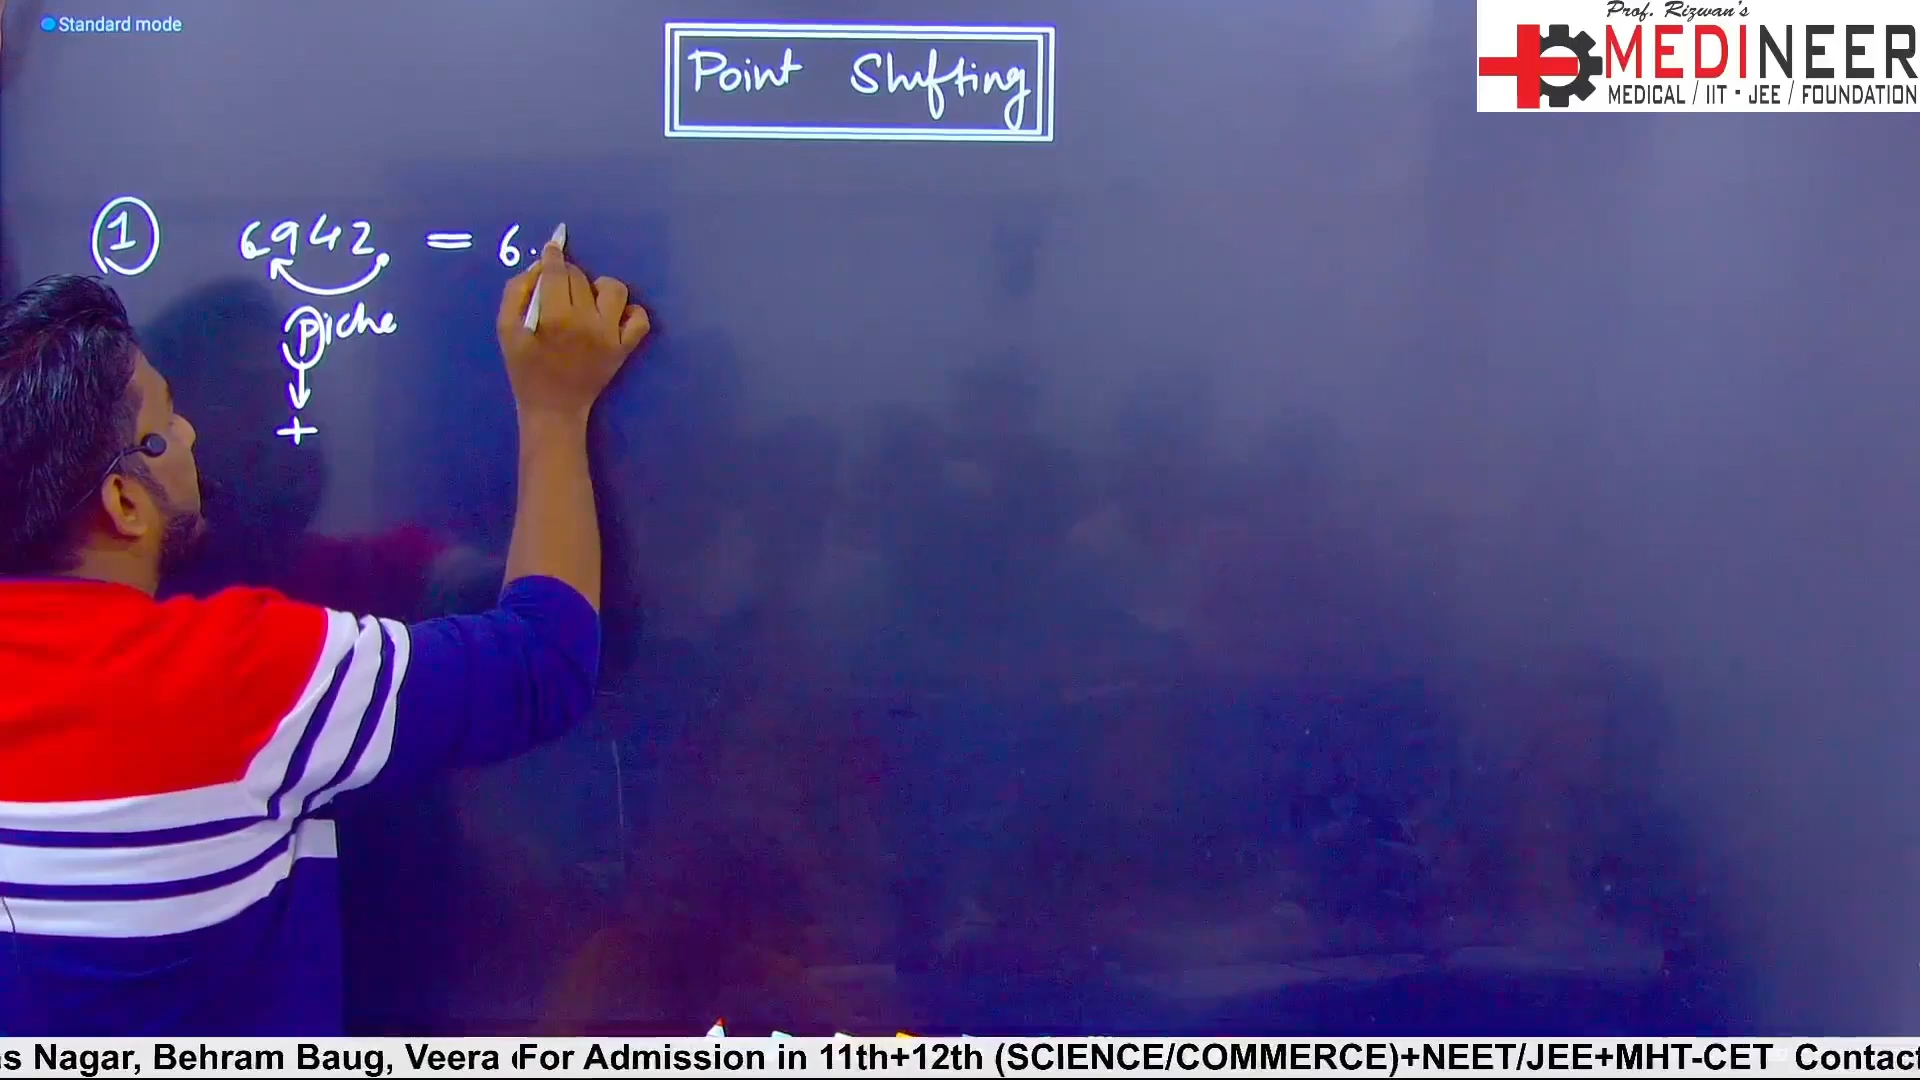 Standard mode
Point Shifting
Prof. Rizwan's
MEDINEER
MEDICAL / IIT - JEE / FOUNDATION
1 6942 = 6.
Piche
+
s Nagar, Behram Baug, Veera For Admission in 11th+12th (SCIENCE/COMMERCE)+NEET/JEE+MHT-CET Contact